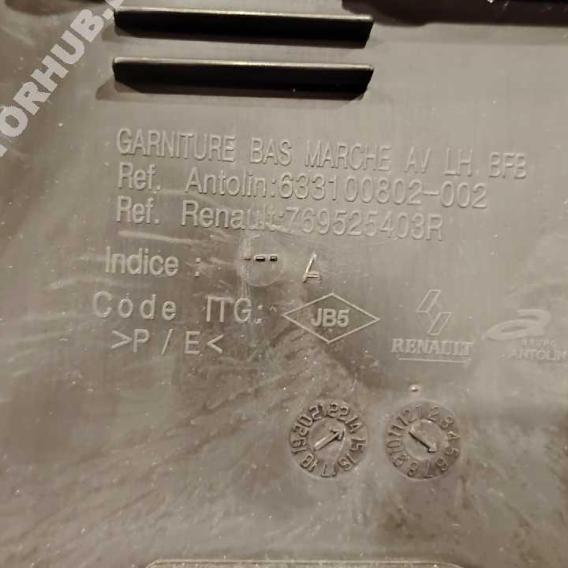 GARNITURE BAS MARCHE AV LH. BFB
Ref. Antolin:633100802-002
Ref. Renault:769525403R
Indice : --- A
Code ITG: JB5
>P/E<
RENAULT
GRUPO
ANTOLIN